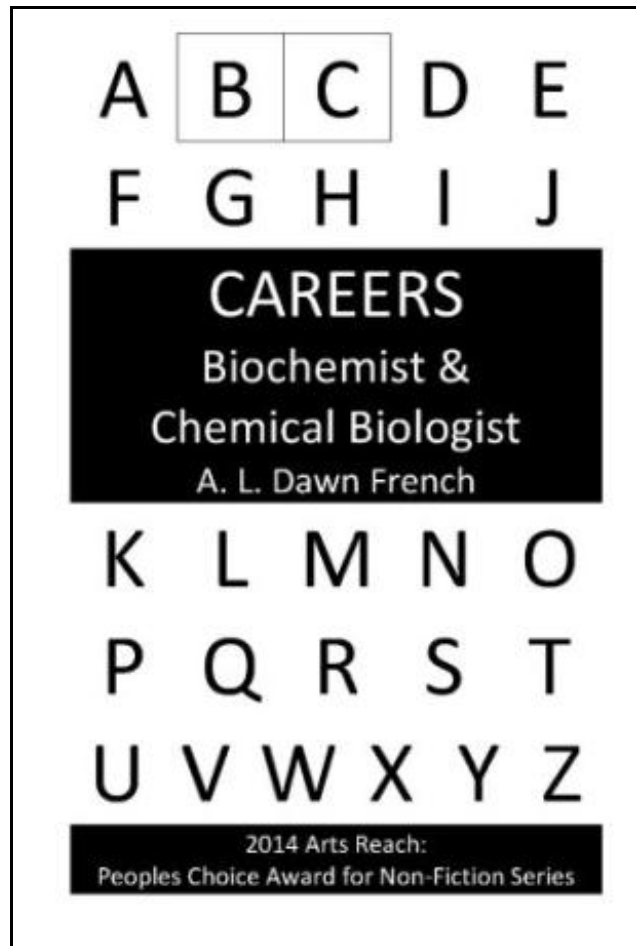 A B C D E
F G H I J
CAREERS
Biochemist &
Chemical Biologist
A. L. Dawn French
K L M N O
P Q R S T
U V W X Y Z
2014 Arts Reach:
Peoples Choice Award for Non-Fiction Series